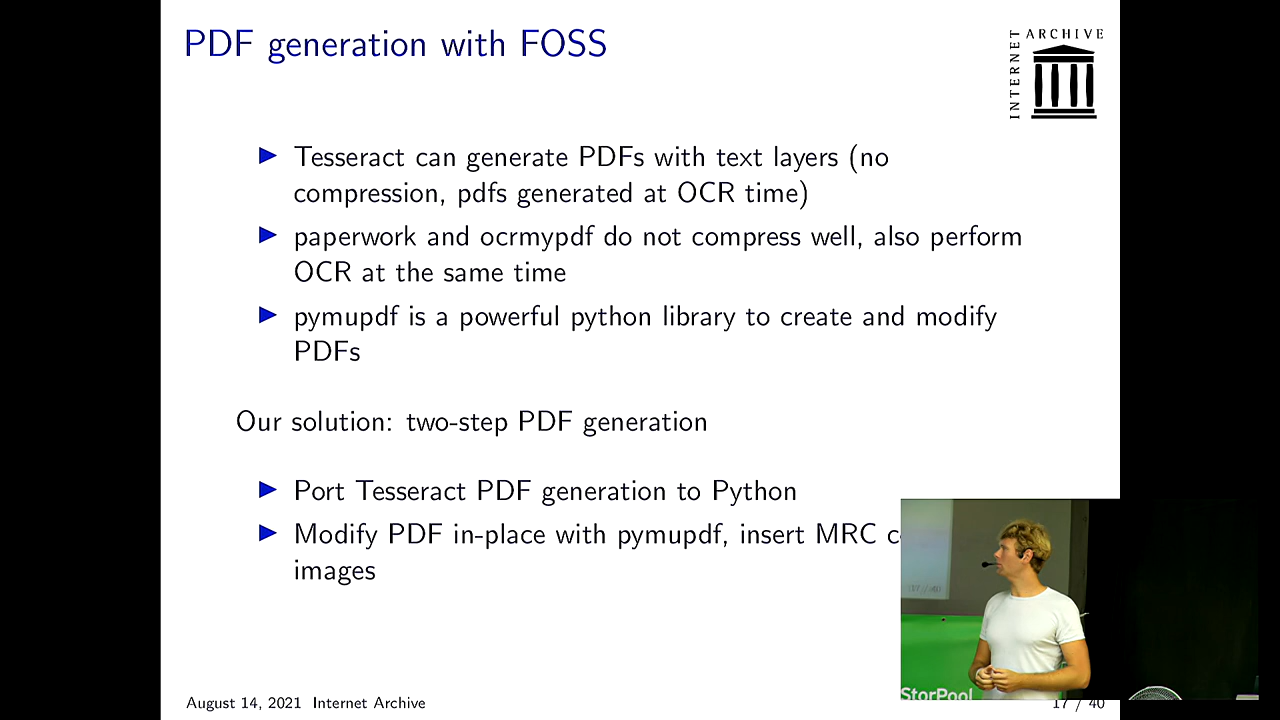 PDF generation with FOSS
INTERNET ARCHIVE
Tesseract can generate PDFs with text layers (no
compression, pdfs generated at OCR time)
paperwork and ocrmypdf do not compress well, also perform
OCR at the same time
pymupdf is a powerful python library to create and modify
PDFs
Our solution: two-step PDF generation
Port Tesseract PDF generation to Python
Modify PDF in-place with pymupdf, insert MRC
images
StorPool
August 14, 2021 Internet Archive
17 / 40